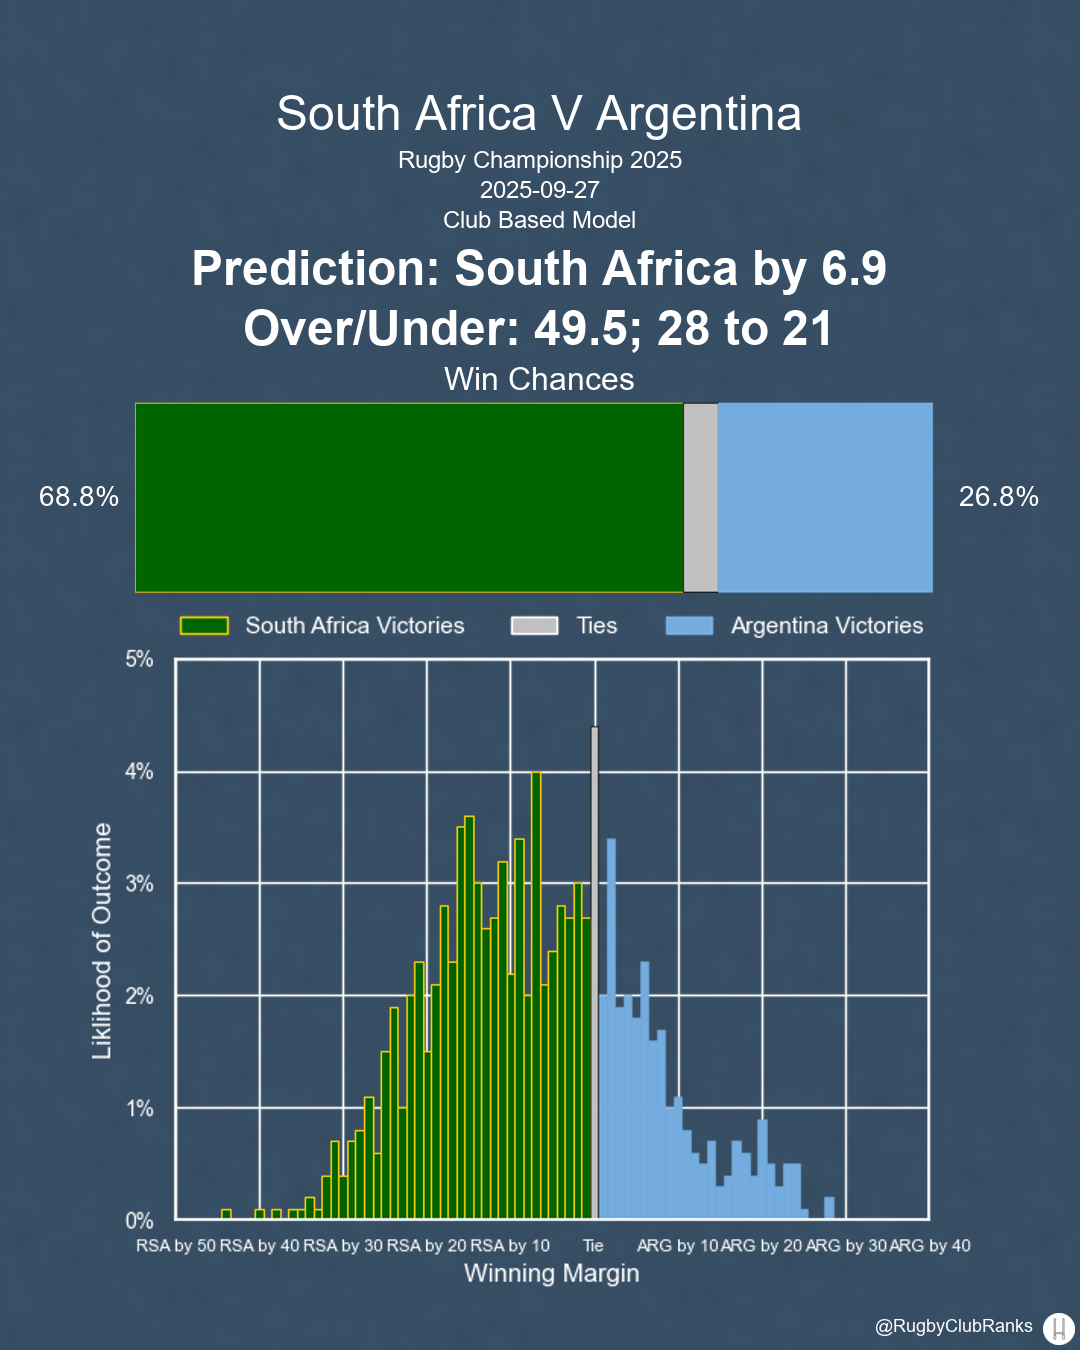 South Africa V Argentina
Rugby Championship 2025
2025-09-27
Club Based Model
Prediction: South Africa by 6.9
Over/Under: 49.5; 28 to 21
Win Chances
68.8%
26.8%
South Africa Victories
Ties
Argentina Victories
5%
4%
3%
2%
1%
0%
Liklihood of Outcome
RSA by 50 RSA by 40 RSA by 30 RSA by 20 RSA by 10 Tie ARG by 10 ARG by 20 ARG by 30 ARG by 40
Winning Margin
@RugbyClubRanks